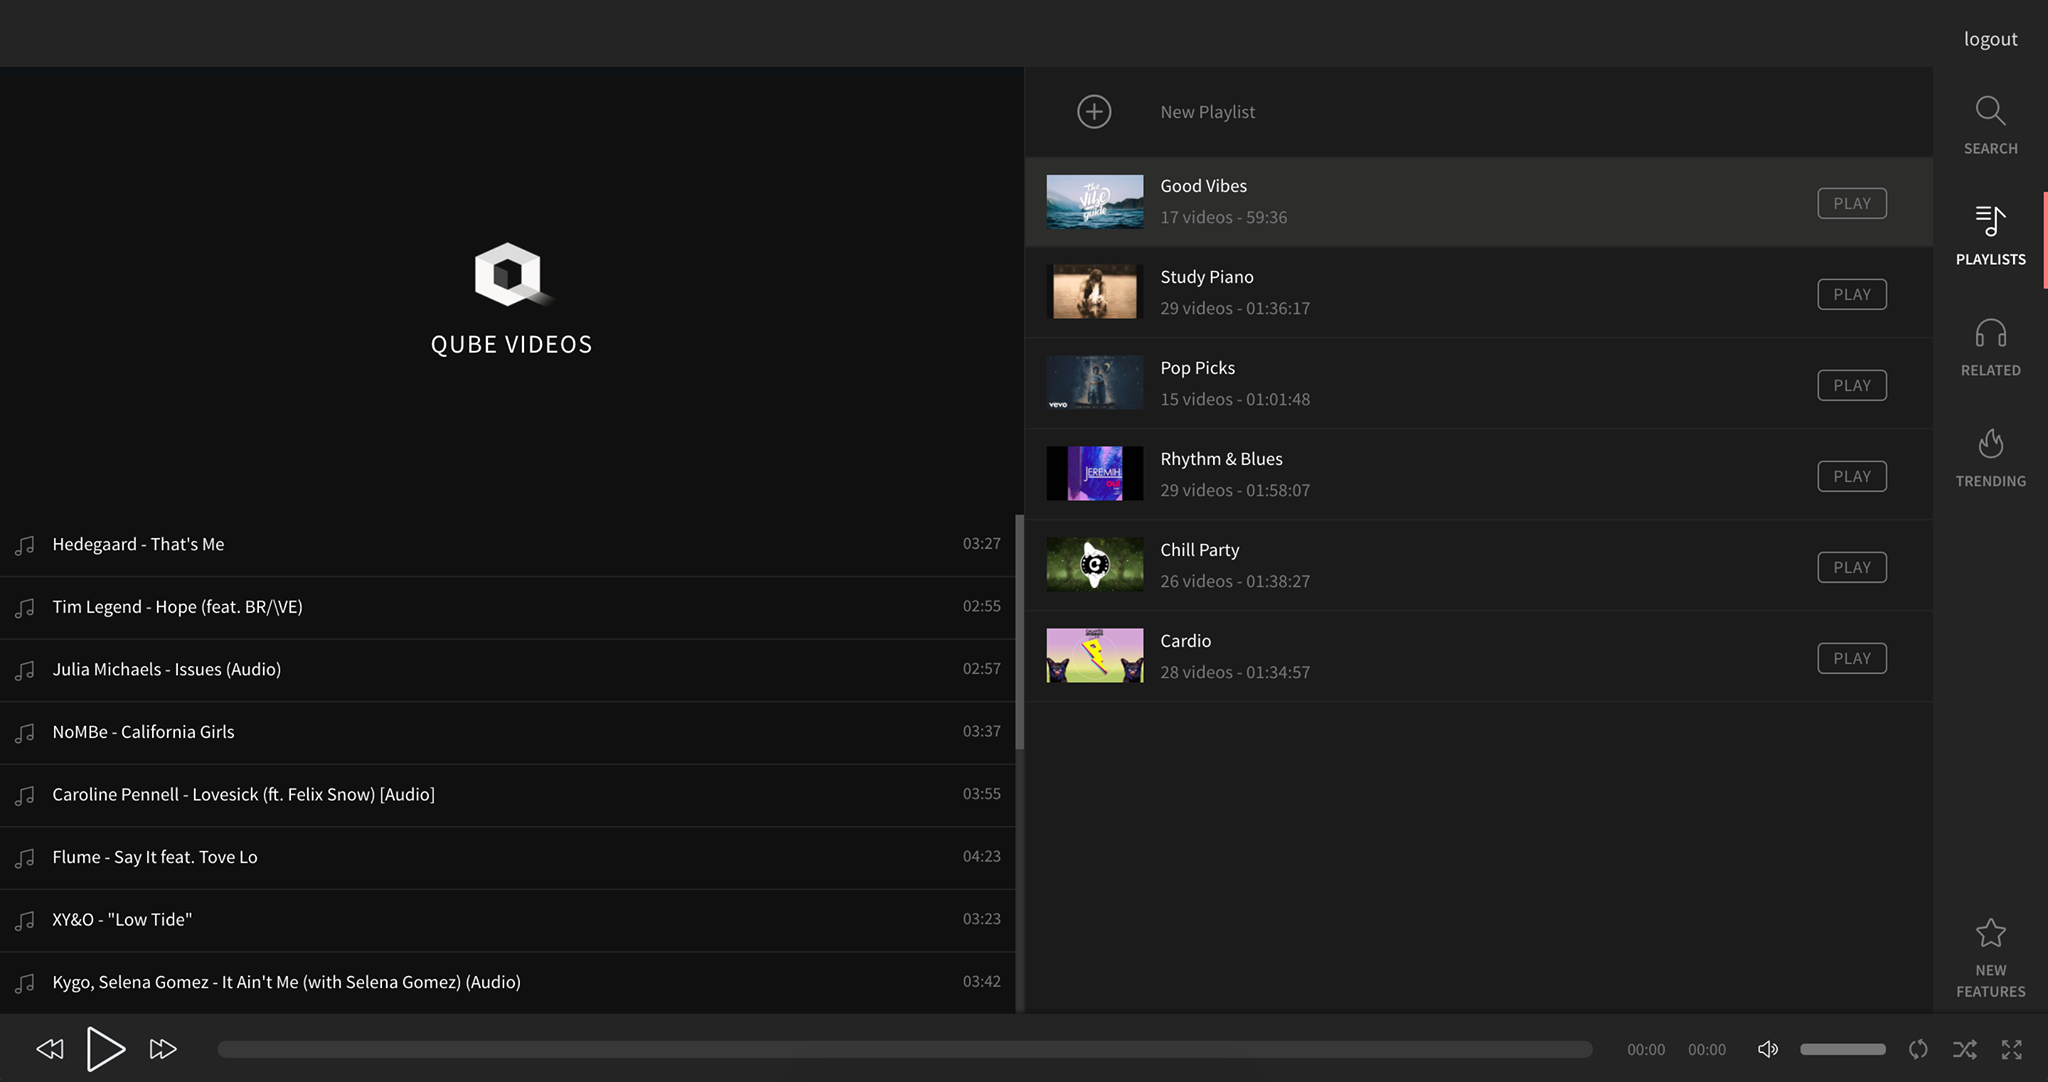 logout
QUBE VIDEOS
Hedegaard - That's Me 03:27
Tim Legend - Hope (feat. BR/\VE) 02:55
Julia Michaels - Issues (Audio) 02:57
NoMBe - California Girls 03:37
Caroline Pennell - Lovesick (ft. Felix Snow) [Audio] 03:55
Flume - Say It feat. Tove Lo 04:23
XY&O - "Low Tide" 03:23
Kygo, Selena Gomez - It Ain't Me (with Selena Gomez) (Audio) 03:42
New Playlist
the
vibe
guide
Good Vibes
17 videos - 59:36
PLAY
Study Piano
29 videos - 01:36:17
PLAY
vevo
Pop Picks
15 videos - 01:01:48
PLAY
JEREMIH
oui
Rhythm & Blues
29 videos - 01:58:07
PLAY
C
Chill Party
26 videos - 01:38:27
PLAY
Cardio
28 videos - 01:34:57
PLAY
SEARCH
PLAYLISTS
RELATED
TRENDING
NEW
FEATURES
00:00 00:00